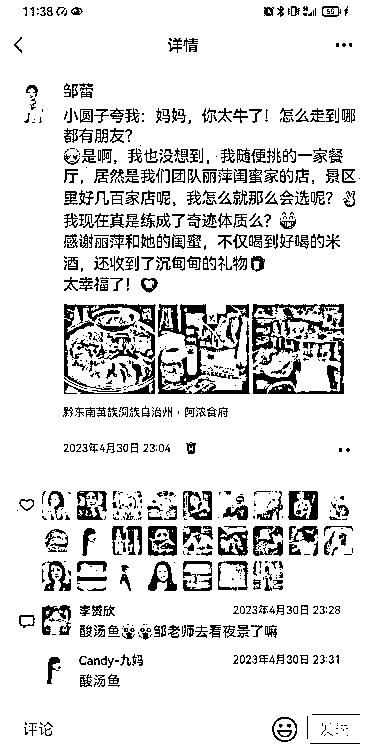 11:38
详情
邹蕾
小圆子夸我：妈妈，你太牛了！怎么走到哪
都有朋友？
是啊，我也没想到，我随便挑的一家餐
厅，居然是我们团队丽萍闺蜜家的店，景区
里好几百家店呢，我怎么就那么会选呢？
我现在真是练成了奇迹体质么？
感谢丽萍和她的闺蜜，不仅喝到好喝的米
酒，还收到了沉甸甸的礼物
太幸福了！
黔东南苗族侗族自治州·阿浓食府
2023年4月30日 23:04
李赟欣 2023年4月30日 23:28
酸汤鱼邹老师去看夜景了嘛
Candy-九妈 2023年4月30日 23:31
酸汤鱼
评论 发送